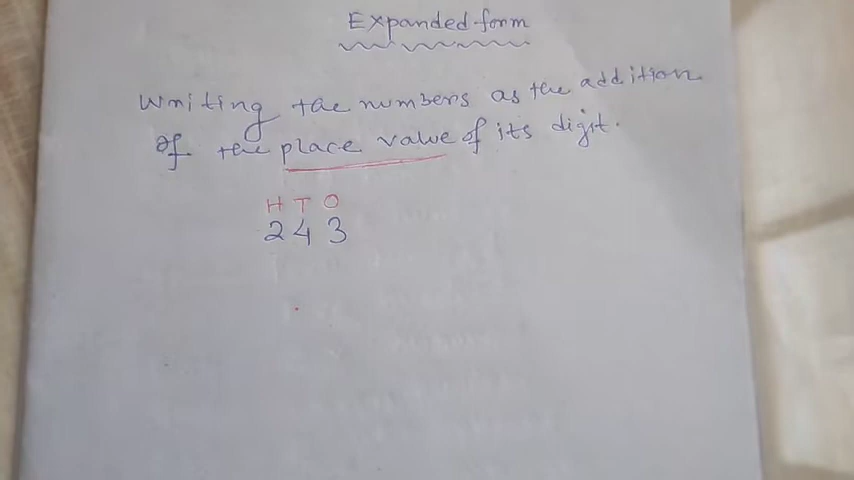 Expanded form
Writing the numbers as the addition
of the place value of its digit.
H T O
2 4 3